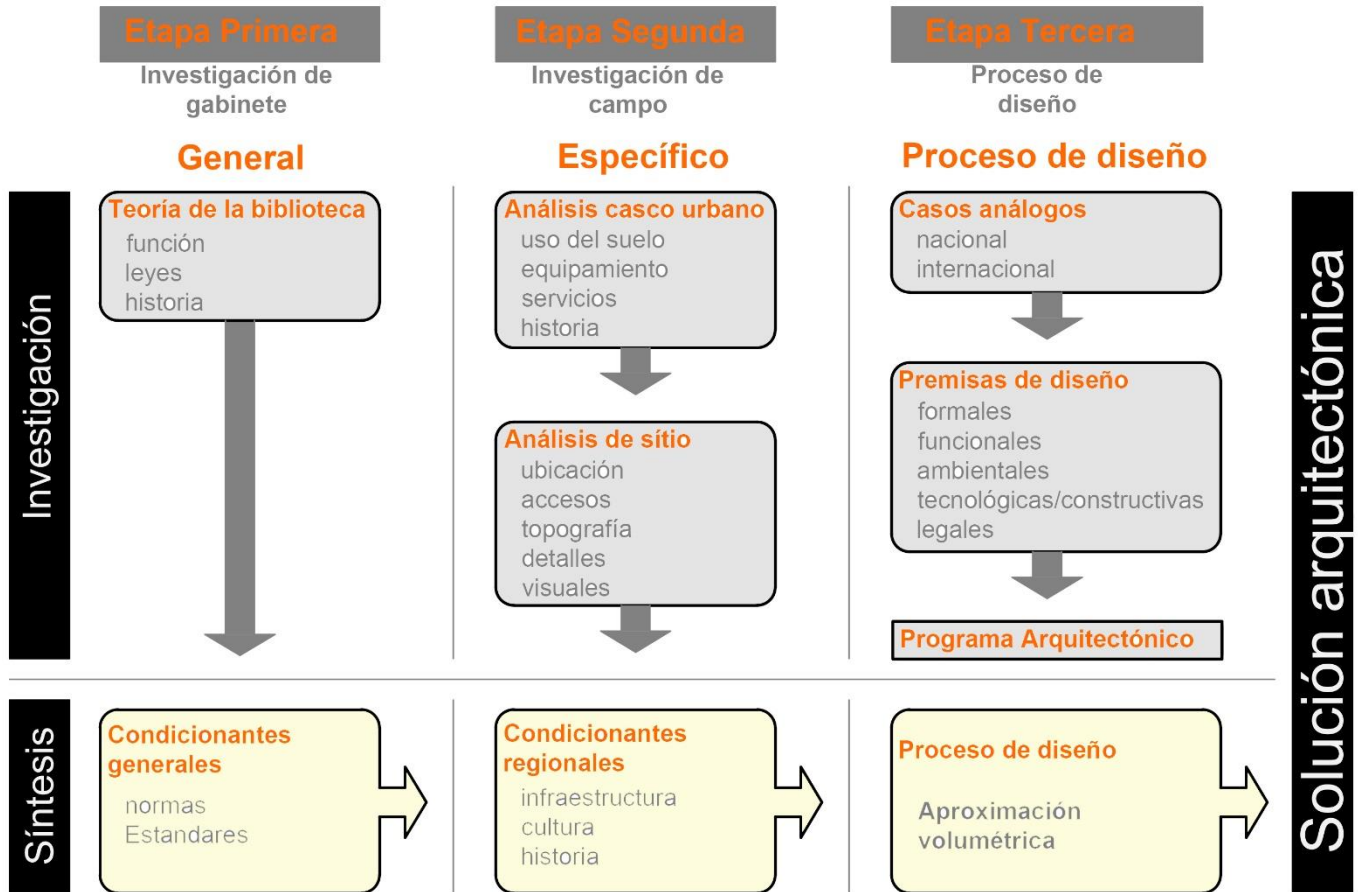 Etapa Primera
Investigación de
gabinete
General
Etapa Segunda
Investigación de
campo
Específico
Etapa Tercera
Proceso de
diseño
Proceso de diseño
Investigación
Teoría de la biblioteca
función
leyes
historia
Análisis casco urbano
uso del suelo
equipamiento
servicios
historia
Análisis de sítio
ubicación
accesos
topografía
detalles
visuales
Casos análogos
nacional
internacional
Premisas de diseño
formales
funcionales
ambientales
tecnológicas/constructivas
legales
Programa Arquitectónico
Síntesis
Condicionantes
generales
normas
Estandares
Condicionantes
regionales
infraestructura
cultura
historia
Proceso de diseño
Aproximación
volumétrica
Solución arquitectónica